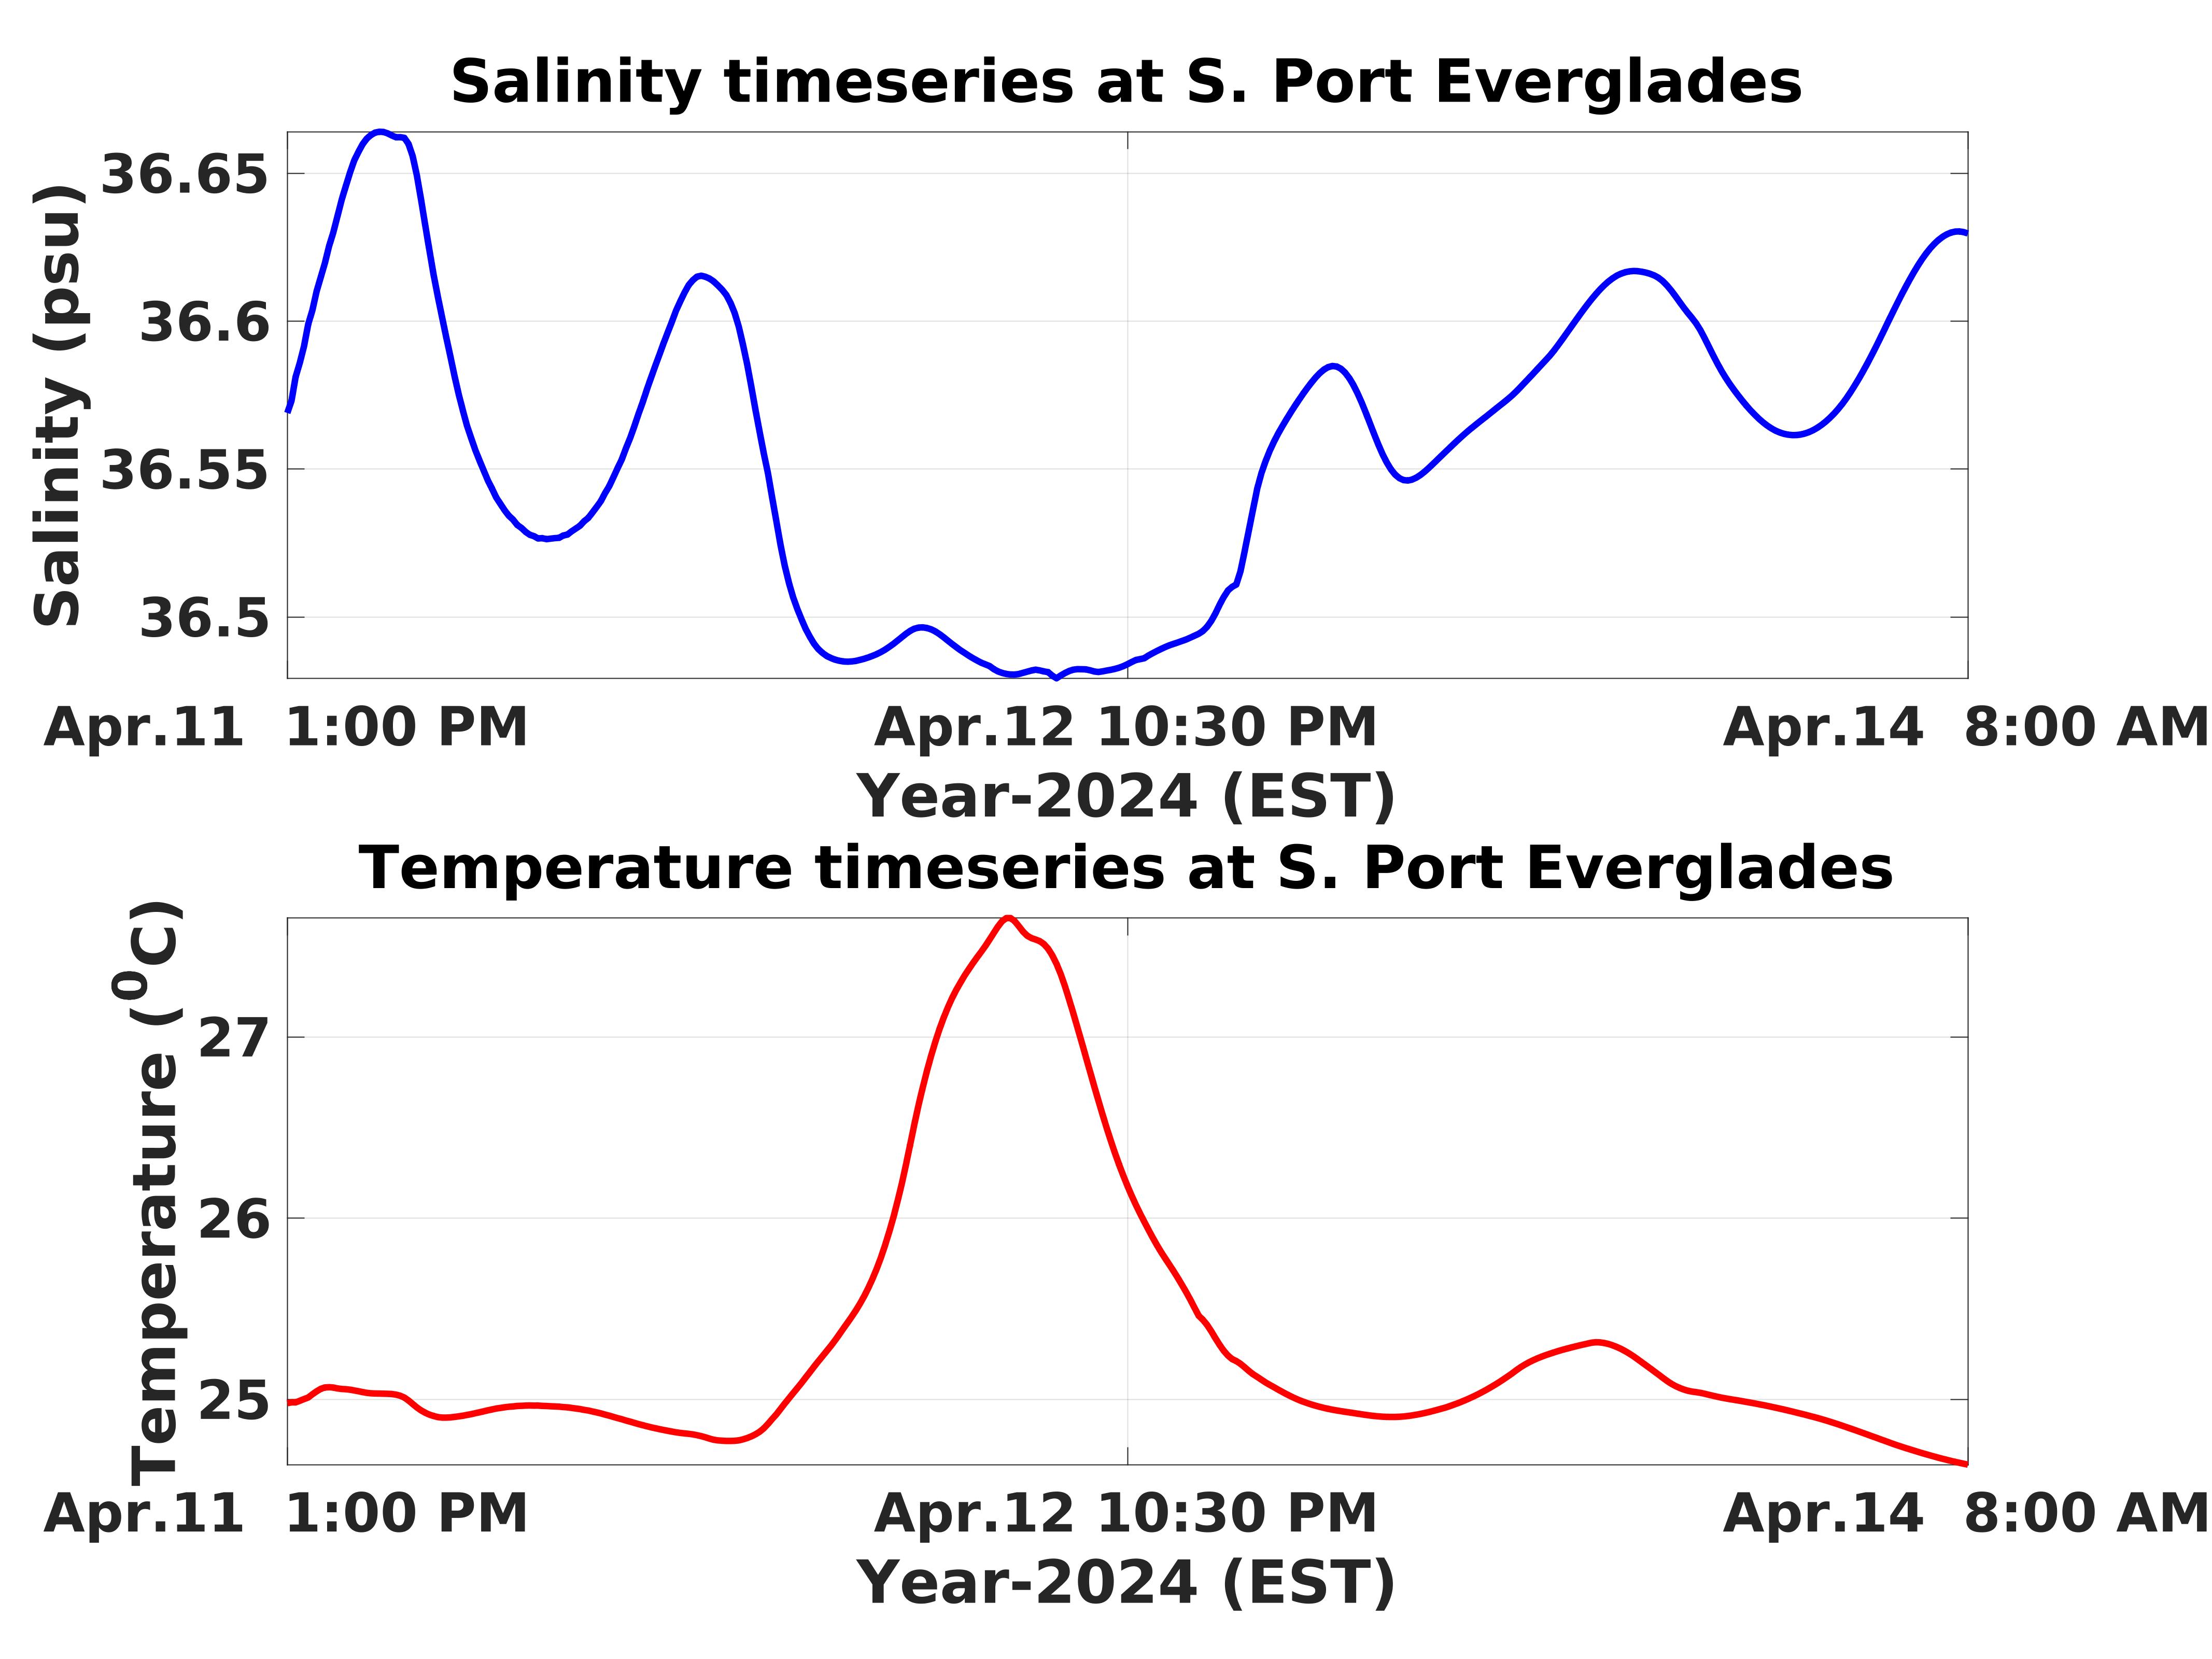 Salinity timeseries at S. Port Everglades
Salinity (psu)
36.65
36.6
36.55
36.5
Apr.11  1:00 PM
Apr.12 10:30 PM
Apr.14  8:00 AM
Year-2024 (EST)
Temperature timeseries at S. Port Everglades
Temperature (⁰C)
27
26
25
Apr.11  1:00 PM
Apr.12 10:30 PM
Apr.14  8:00 AM
Year-2024 (EST)